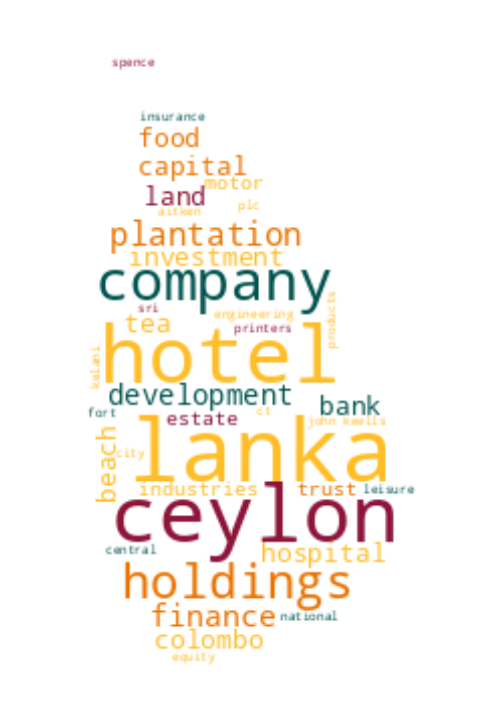 spence
insurance
food
capital
motor
land
plc
aitken
plantation
investment
company
sri
products
engineering
tea
printers
hotel
kelani
development
bank
fort
ct
estate
john keells
lanka
beach
city
industries
trust
leisure
ceylon
central
hospital
holdings
finance
national
colombo
equity